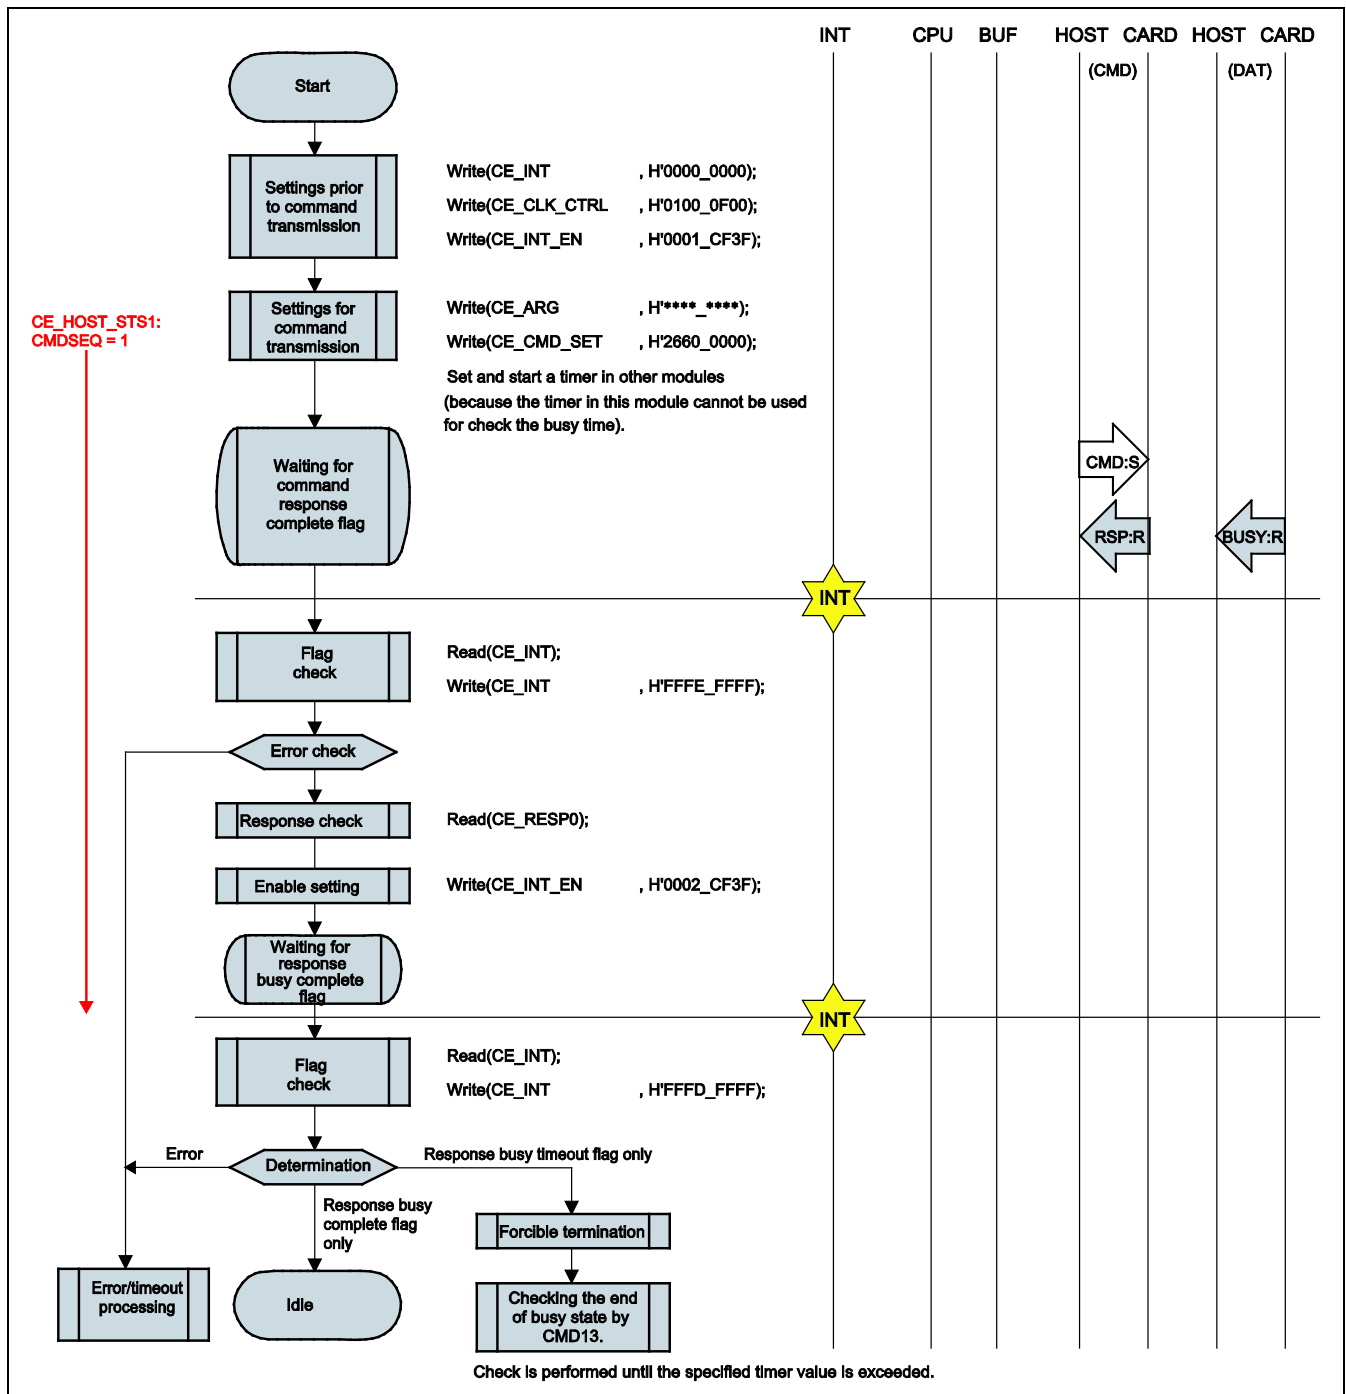 INT CPU BUF HOST CARD HOST CARD
(CMD) (DAT)
Start
Settings prior
to command
transmission
Write(CE_INT , H'0000_0000);
Write(CE_CLK_CTRL , H'0100_0F00);
Write(CE_INT_EN , H'0001_CF3F);
CE_HOST_STS1:
CMDSEQ = 1
Settings for
command
transmission
Write(CE_ARG , H'****_****);
Write(CE_CMD_SET , H'2660_0000);
Set and start a timer in other modules
(because the timer in this module cannot be used
for check the busy time).
Waiting for
command
response
complete flag
CMD:S
RSP:R
BUSY:R
INT
Flag
check
Read(CE_INT);
Write(CE_INT , H'FFFE_FFFF);
Error check
Response check
Read(CE_RESP0);
Enable setting
Write(CE_INT_EN , H'0002_CF3F);
Waiting for
response
busy complete
flag
INT
Flag
check
Read(CE_INT);
Write(CE_INT , H'FFFD_FFFF);
Error
Determination
Response busy timeout flag only
Response busy
complete flag
only
Forcible termination
Error/timeout
processing
Idle
Checking the end
of busy state by
CMD13.
Check is performed until the specified timer value is exceeded.